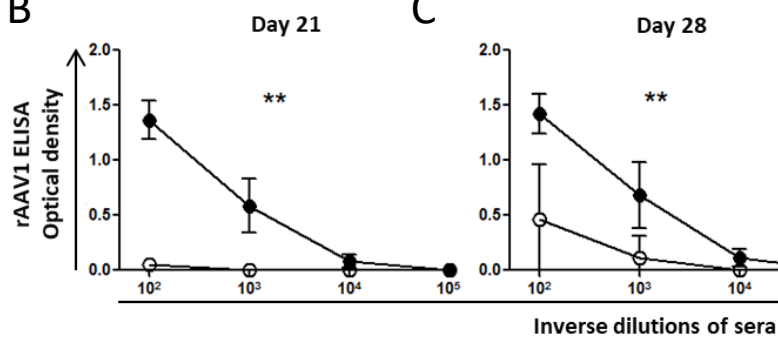 B
Day 21
C
Day 28
rAAV1 ELISA
Optical density
2.0
1.5
1.0
0.5
0.0
**
10² 10³ 10⁴ 10⁵
2.0
1.5
1.0
0.5
0.0
**
10² 10³ 10⁴
Inverse dilutions of sera